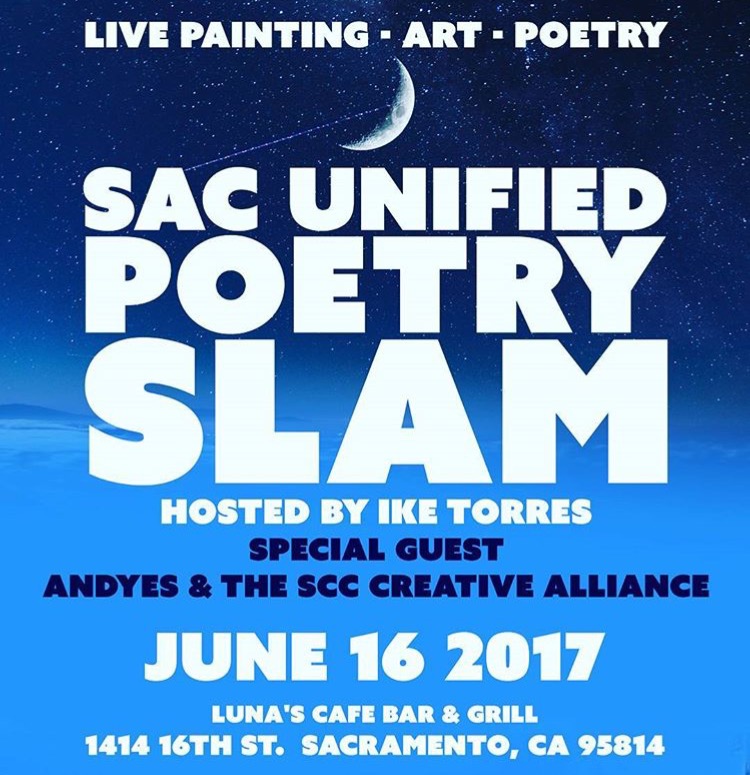 LIVE PAINTING - ART - POETRY
SAC UNIFIED
POETRY
SLAM
HOSTED BY IKE TORRES
SPECIAL GUEST
ANDYES & THE SCC CREATIVE ALLIANCE
JUNE 16 2017
LUNA'S CAFE BAR & GRILL
1414 16TH ST. SACRAMENTO, CA 95814